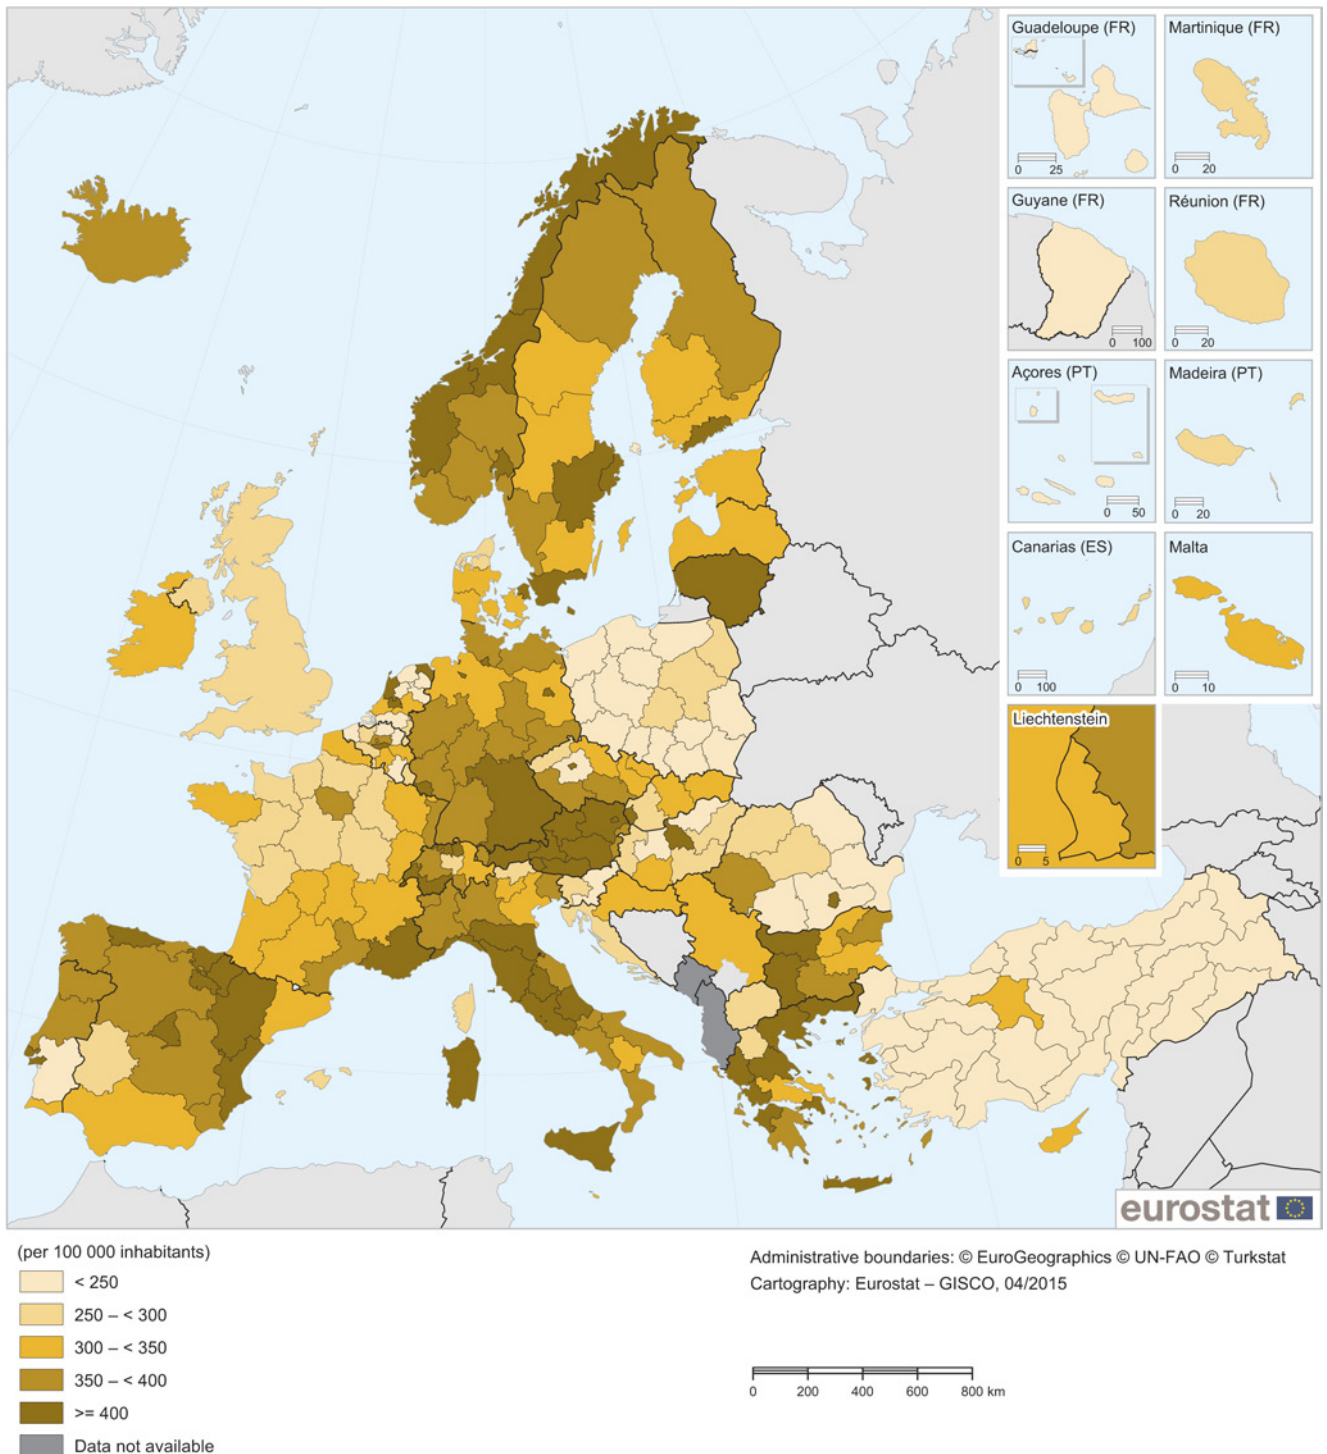 Guadeloupe (FR)
0 25
Martinique (FR)
0 20
Guyane (FR)
0 100
Réunion (FR)
0 20
Açores (PT)
0 50
Madeira (PT)
0 20
Canarias (ES)
0 100
Malta
0 10
Liechtenstein
0 5
eurostat
(per 100 000 inhabitants)
< 250
250 – < 300
300 – < 350
350 – < 400
>= 400
Data not available
Administrative boundaries: © EuroGeographics © UN-FAO © Turkstat
Cartography: Eurostat – GISCO, 04/2015
0 200 400 600 800 km